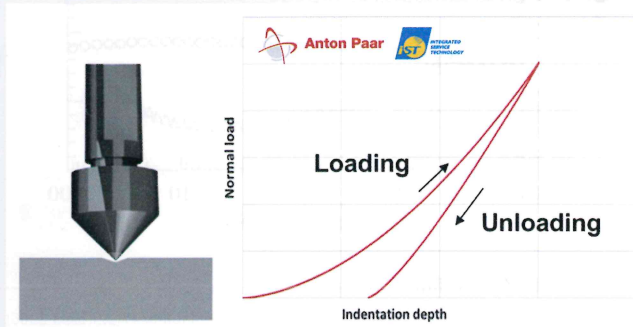 Anton Paar
iST
INTEGRATED
SERVICE
TECHNOLOGY
Normal load
Loading
Unloading
Indentation depth